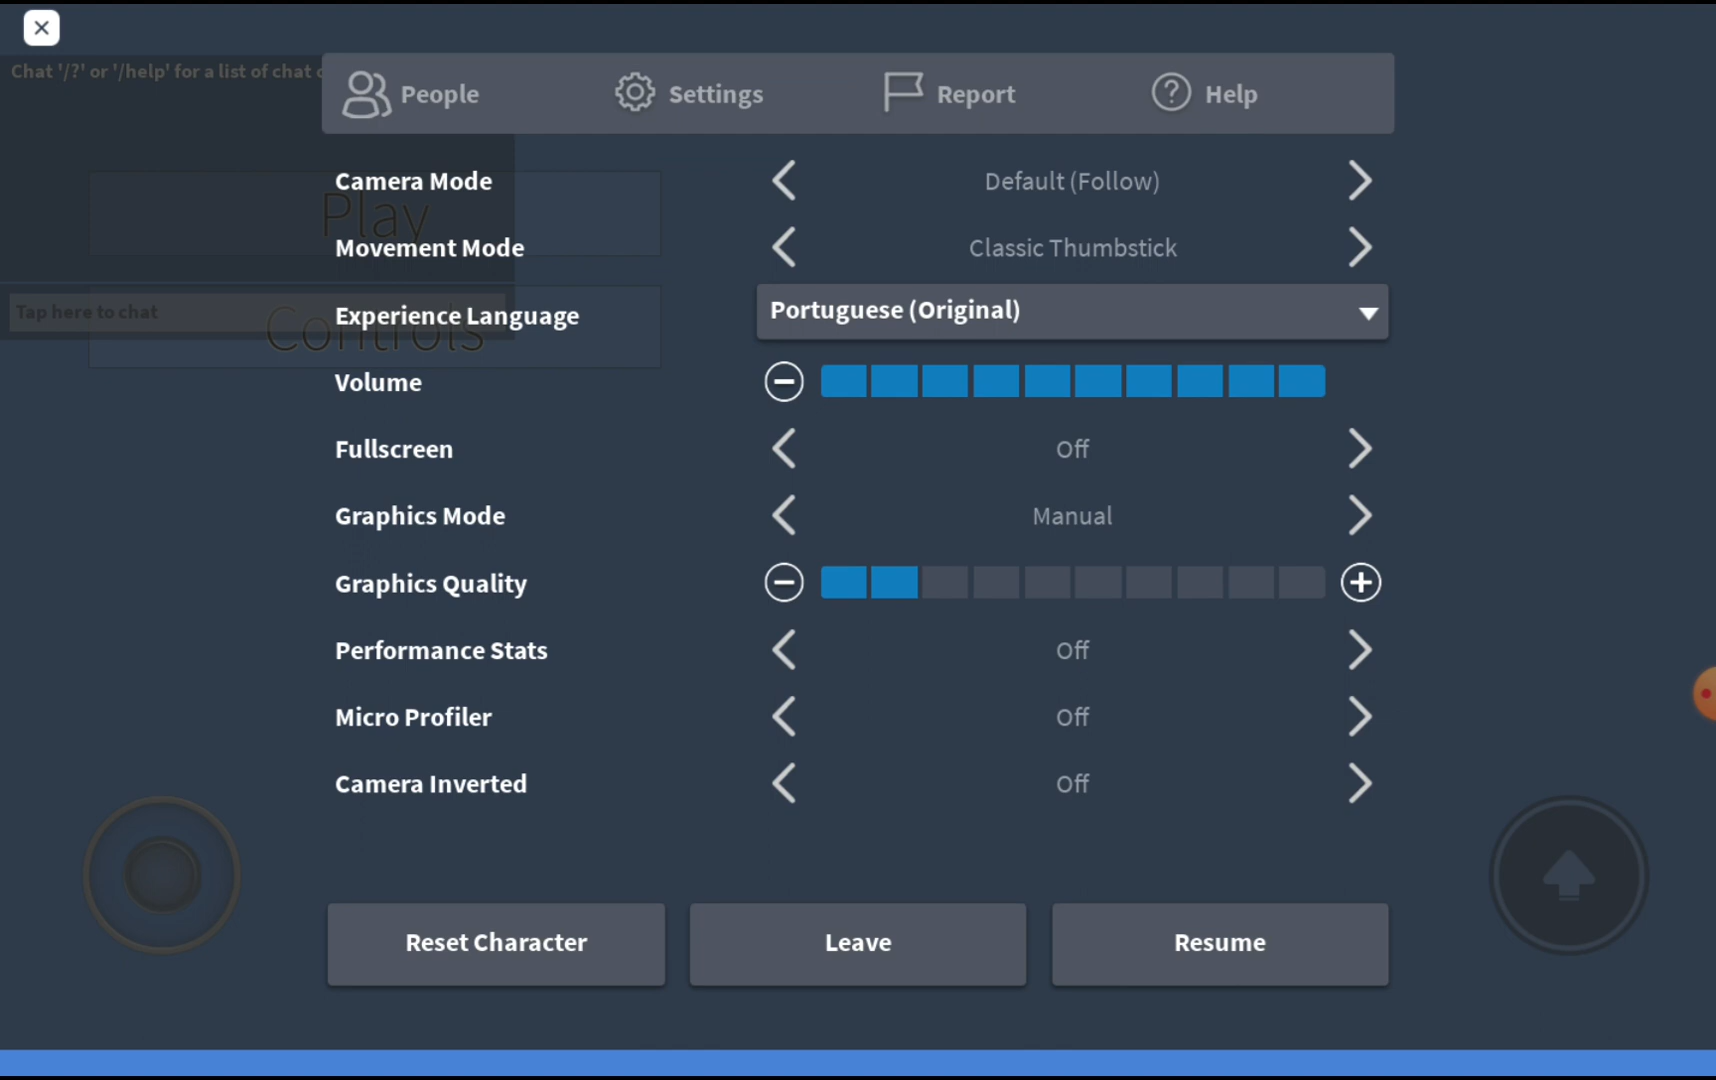 Chat '/?' or '/help' for a list of chat c
People
Settings
Report
Help
Camera Mode
Default (Follow)
Play
Movement Mode
Classic Thumbstick
Tap here to chat
Experience Language
Portuguese (Original)
Controls
Volume
Fullscreen
Off
Graphics Mode
Manual
Graphics Quality
Performance Stats
Off
Micro Profiler
Off
Camera Inverted
Off
Reset Character
Leave
Resume